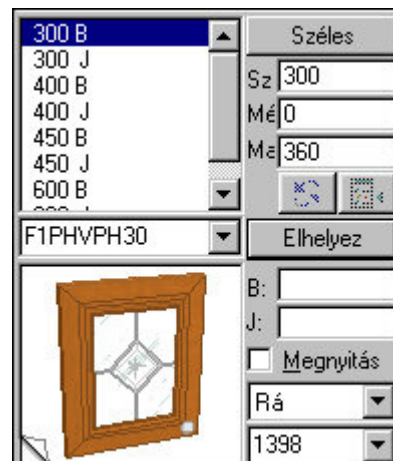 300 B
300 J
400 B
400 J
450 B
450 J
600 B
F1PHVPH30
Széles
Sz 300
Mé 0
Ma 360
Elhelyez
B:
J:
Megnyitás
Rá
1398